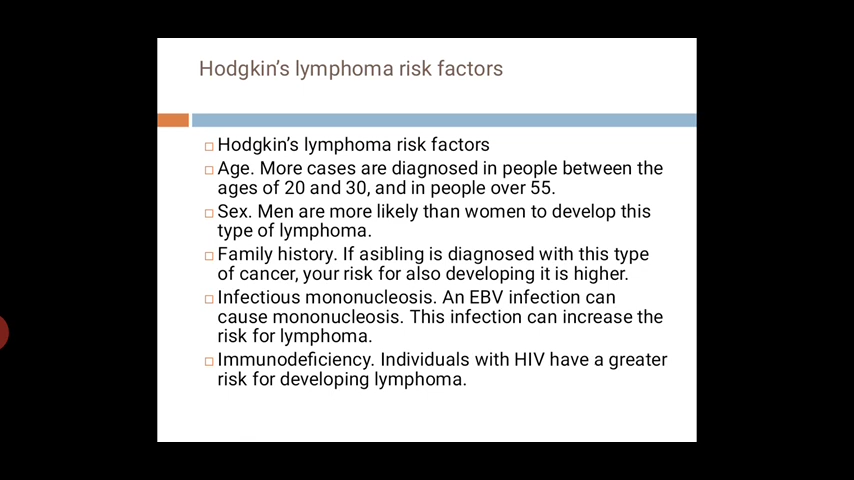 Hodgkin's lymphoma risk factors
Hodgkin's lymphoma risk factors
Age. More cases are diagnosed in people between the
ages of 20 and 30, and in people over 55.
Sex. Men are more likely than women to develop this
type of lymphoma.
Family history. If asibling is diagnosed with this type
of cancer, your risk for also developing it is higher.
Infectious mononucleosis. An EBV infection can
cause mononucleosis. This infection can increase the
risk for lymphoma.
Immunodeficiency. Individuals with HIV have a greater
risk for developing lymphoma.